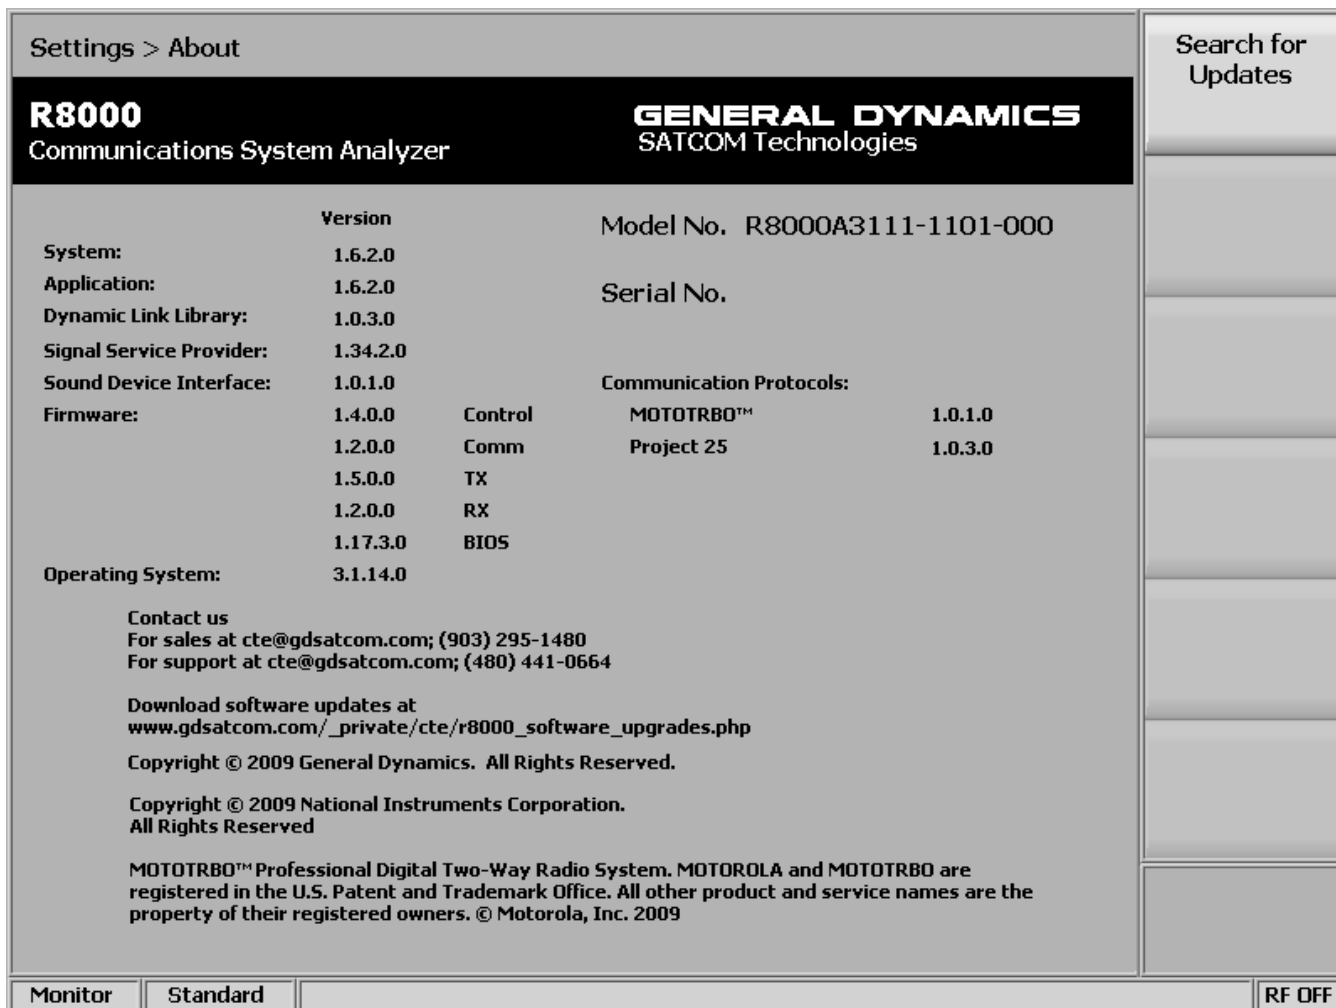 Settings > About
Search for
Updates
R8000
Communications System Analyzer
GENERAL DYNAMICS
SATCOM Technologies
Version
Model No. R8000A3111-1101-000
System: 1.6.2.0
Application: 1.6.2.0
Serial No.
Dynamic Link Library: 1.0.3.0
Signal Service Provider: 1.34.2.0
Sound Device Interface: 1.0.1.0 Communication Protocols:
Firmware: 1.4.0.0 Control MOTOTRBO™ 1.0.1.0
1.2.0.0 Comm Project 25 1.0.3.0
1.5.0.0 TX
1.2.0.0 RX
1.17.3.0 BIOS
Operating System: 3.1.14.0
Contact us
For sales at cte@gdsatcom.com; (903) 295-1480
For support at cte@gdsatcom.com; (480) 441-0664
Download software updates at
www.gdsatcom.com/_private/cte/r8000_software_upgrades.php
Copyright © 2009 General Dynamics. All Rights Reserved.
Copyright © 2009 National Instruments Corporation.
All Rights Reserved
MOTOTRBO™ Professional Digital Two-Way Radio System. MOTOROLA and MOTOTRBO are
registered in the U.S. Patent and Trademark Office. All other product and service names are the
property of their registered owners. © Motorola, Inc. 2009
Monitor Standard RF OFF